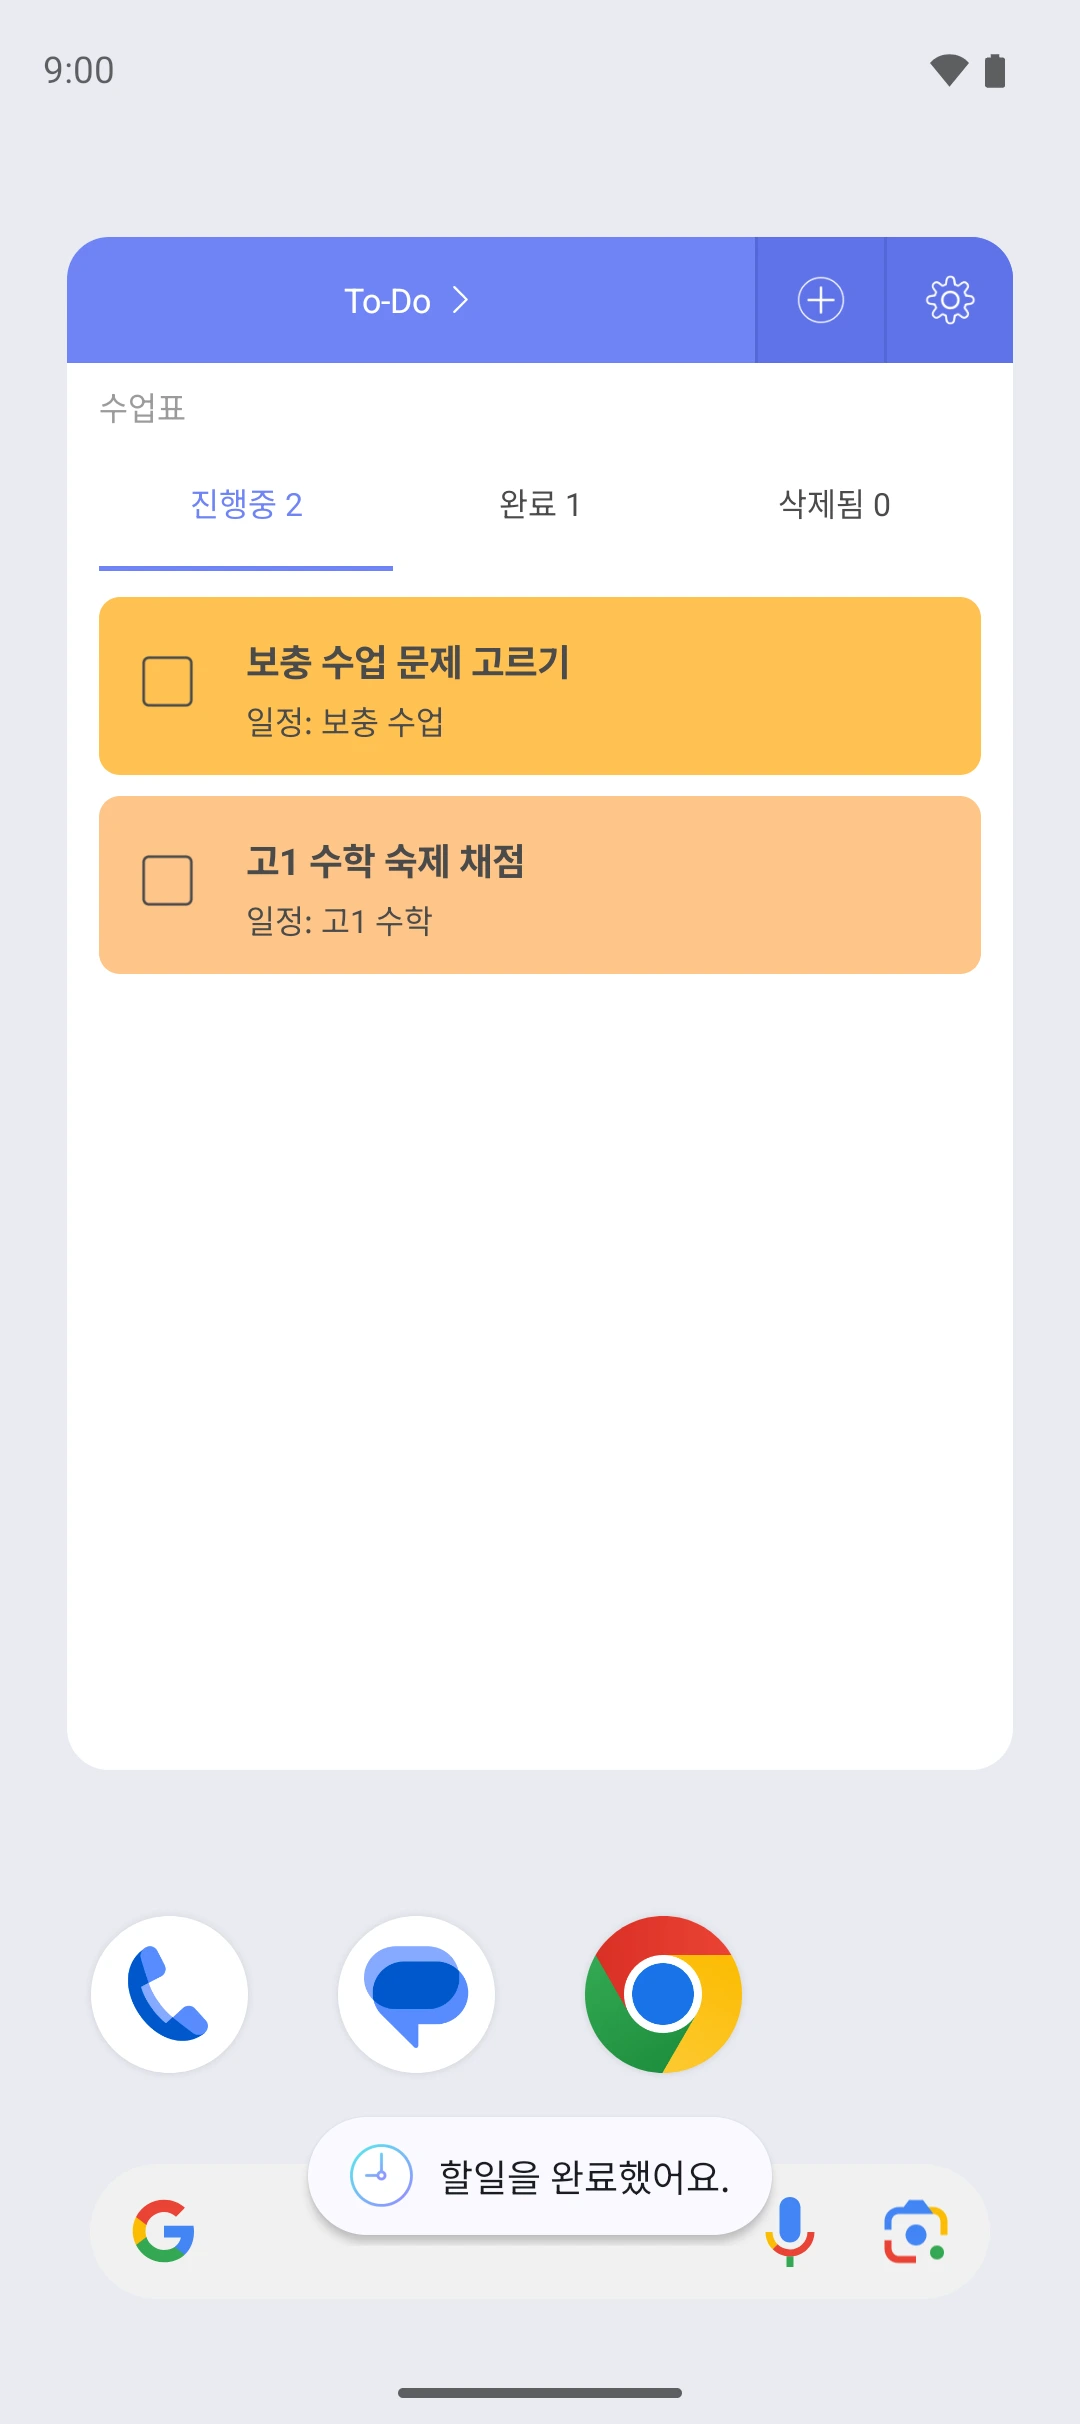 9:00
To-Do
수업표
진행중 2
완료 1
삭제됨 0
보충 수업 문제 고르기
일정: 보충 수업
고1 수학 숙제 채점
일정: 고1 수학
할일을 완료했어요.